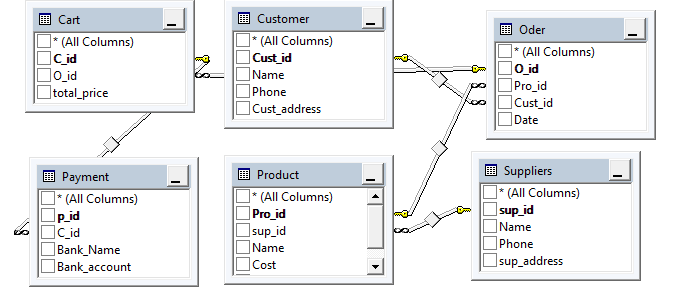 Cart
* (All Columns)
C_id
O_id
total_price
Customer
* (All Columns)
Cust_id
Name
Phone
Cust_address
Oder
* (All Columns)
O_id
Pro_id
Cust_id
Date
Payment
* (All Columns)
p_id
C_id
Bank_Name
Bank_account
Product
* (All Columns)
Pro_id
sup_id
Name
Cost
Suppliers
* (All Columns)
sup_id
Name
Phone
sup_address